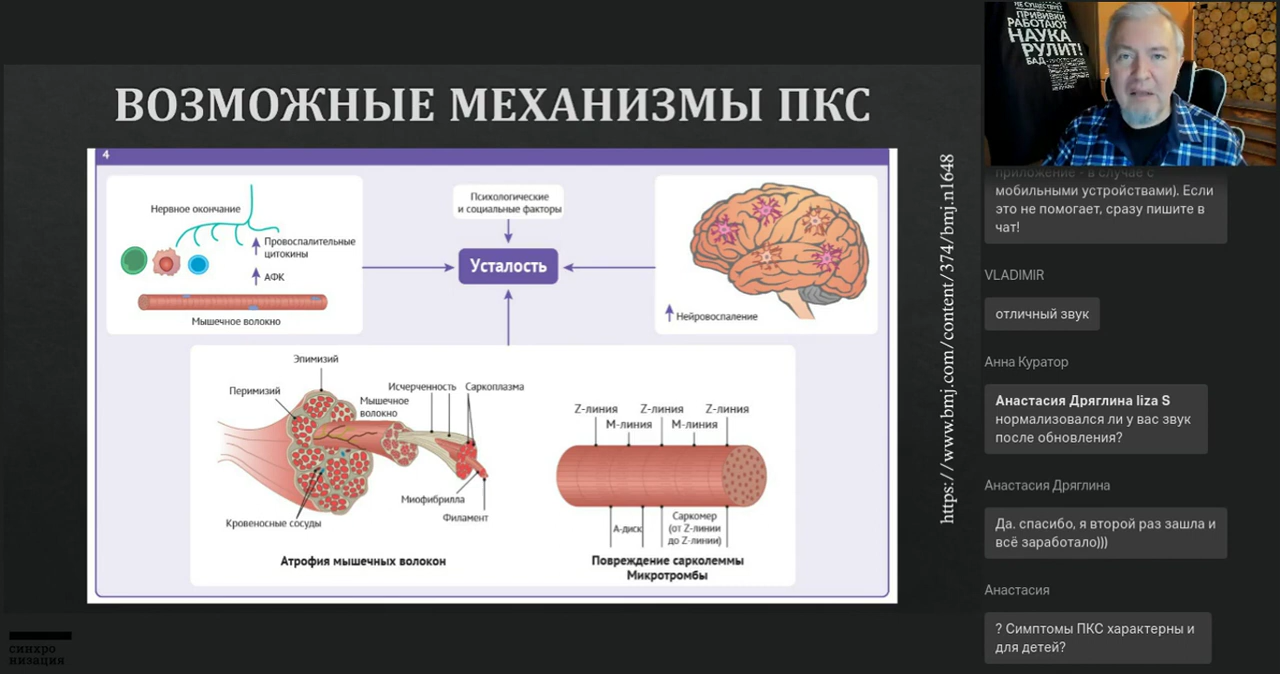 ВОЗМОЖНЫЕ МЕХАНИЗМЫ ПКС
4
Нервное окончание
Провоспалительные
цитокины
АФК
Мышечное волокно
Психологические
и социальные факторы
Усталость
Нейровоспаление
Эпимизий
Перимизий
Мышечное
волокно
Исчерченность
Саркоплазма
Миофибрилла
Филамент
Кровеносные сосуды
Атрофия мышечных волокон
Z-линия
Z-линия
Z-линия
М-линия
М-линия
А-диск
Саркомер
(от Z-линии
до Z-линии)
Повреждение сарколеммы
Микротромбы
https://www.bmj.com/content/374/bmj.n1648
синхро
низация
НЕ СУЩЕСТВУЕТ
ПРИВИВКИ
РАБОТАЮТ
НАУКА
РУЛИТ!
БАД-
приложение - в случае с
мобильными устройствами). Если
это не помогает, сразу пишите в
чат!
VLADIMIR
отличный звук
Анна Куратор
Анастасия Дряглина liza S
нормализовался ли у вас звук
после обновления?
Анастасия Дряглина
Да. спасибо, я второй раз зашла и
всё заработало)))
Анастасия
? Симптомы ПКС характерны и
для детей?